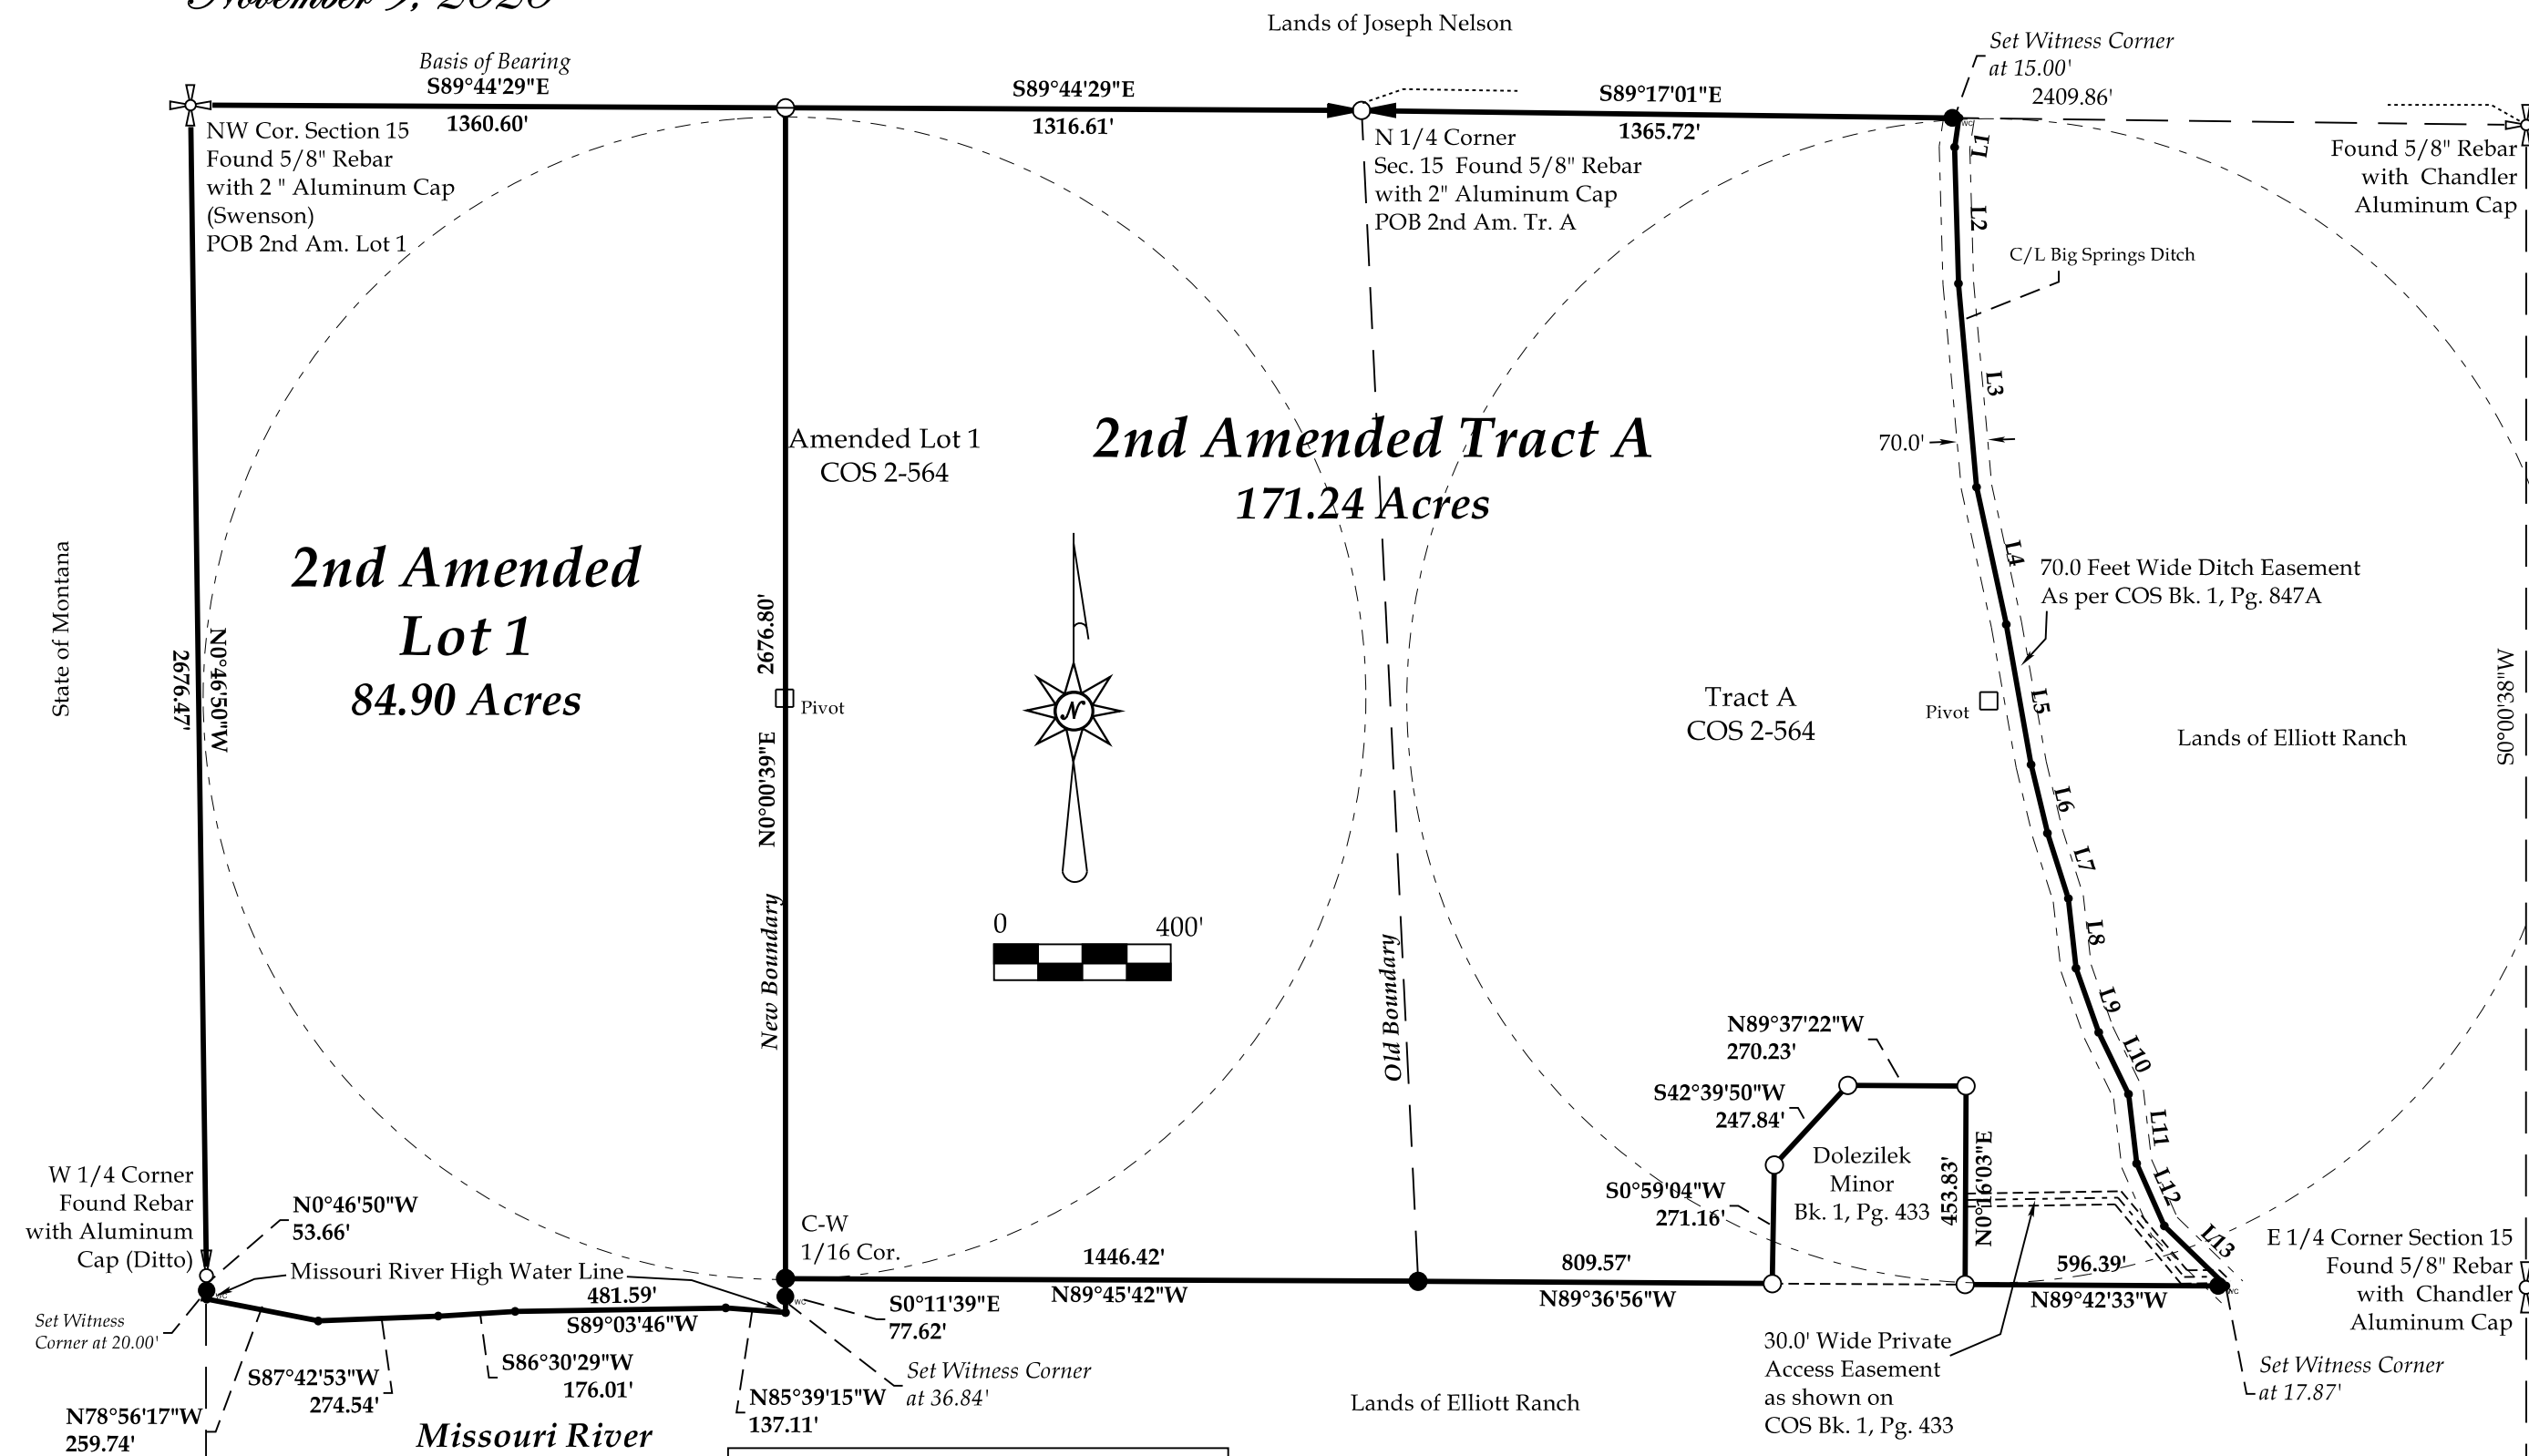 November 9, 2020
Lands of Joseph Nelson
Basis of Bearing
S89°44'29"E
1360.60'
S89°44'29"E
1316.61'
S89°17'01"E
1365.72'
Set Witness Corner
at 15.00'
2409.86'
NW Cor. Section 15
Found 5/8" Rebar
with 2 " Aluminum Cap
(Swenson)
POB 2nd Am. Lot 1
N 1/4 Corner
Sec. 15 Found 5/8" Rebar
with 2" Aluminum Cap
POB 2nd Am. Tr. A
WC
L1
Found 5/8" Rebar
with Chandler
Aluminum Cap
L2
C/L Big Springs Ditch
L3
Amended Lot 1
COS 2-564
2nd Amended Tract A
171.24 Acres
70.0'
State of Montana
2nd Amended
Lot 1
84.90 Acres
2676.47'
N0°46'50"W
2676.80'
N0°00'39"E
Pivot
New Boundary
N
0
400'
Old Boundary
L4
70.0 Feet Wide Ditch Easement
As per COS Bk. 1, Pg. 847A
Tract A
COS 2-564
Pivot
L5
Lands of Elliott Ranch
S0°00'38"W
L6
L7
L8
L9
L10
L11
L12
L13
N89°37'22"W
270.23'
S42°39'50"W
247.84'
Dolezilek
Minor
Bk. 1, Pg. 433
S0°59'04"W
271.16'
453.83'
N0°16'03"E
W 1/4 Corner
Found Rebar
with Aluminum
Cap (Ditto)
N0°46'50"W
53.66'
Missouri River High Water Line
WC
Set Witness
Corner at 20.00'
481.59'
S89°03'46"W
C-W
1/16 Cor.
WC
1446.42'
N89°45'42"W
809.57'
N89°36'56"W
596.39'
N89°42'33"W
WC
E 1/4 Corner Section 15
Found 5/8" Rebar
with Chandler
Aluminum Cap
S0°11'39"E
77.62'
Set Witness Corner
at 36.84'
S87°42'53"W
274.54'
S86°30'29"W
176.01'
N85°39'15"W
137.11'
N78°56'17"W
259.74'
Missouri River
Lands of Elliott Ranch
30.0' Wide Private
Access Easement
as shown on
COS Bk. 1, Pg. 433
Set Witness Corner
at 17.87'